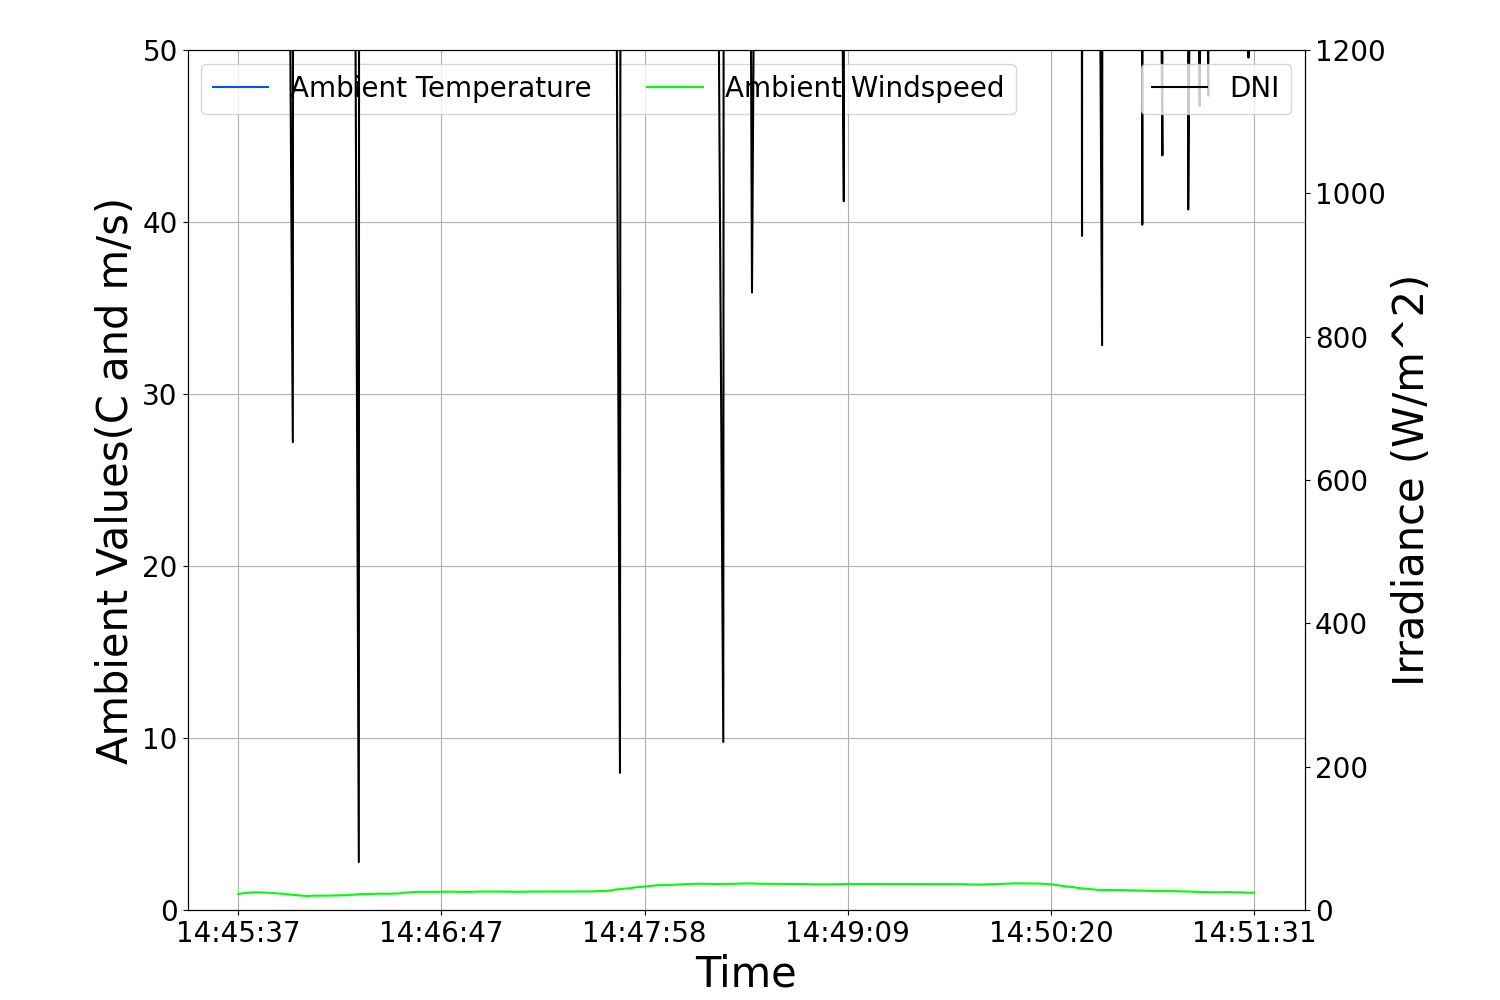 Ambient Temperature Ambient Windspeed DNI
50
40
30
20
10
0
Ambient Values(C and m/s)
1200
1000
800
600
400
200
0
Irradiance (W/m^2)
14:45:37 14:46:47 14:47:58 14:49:09 14:50:20 14:51:31
Time